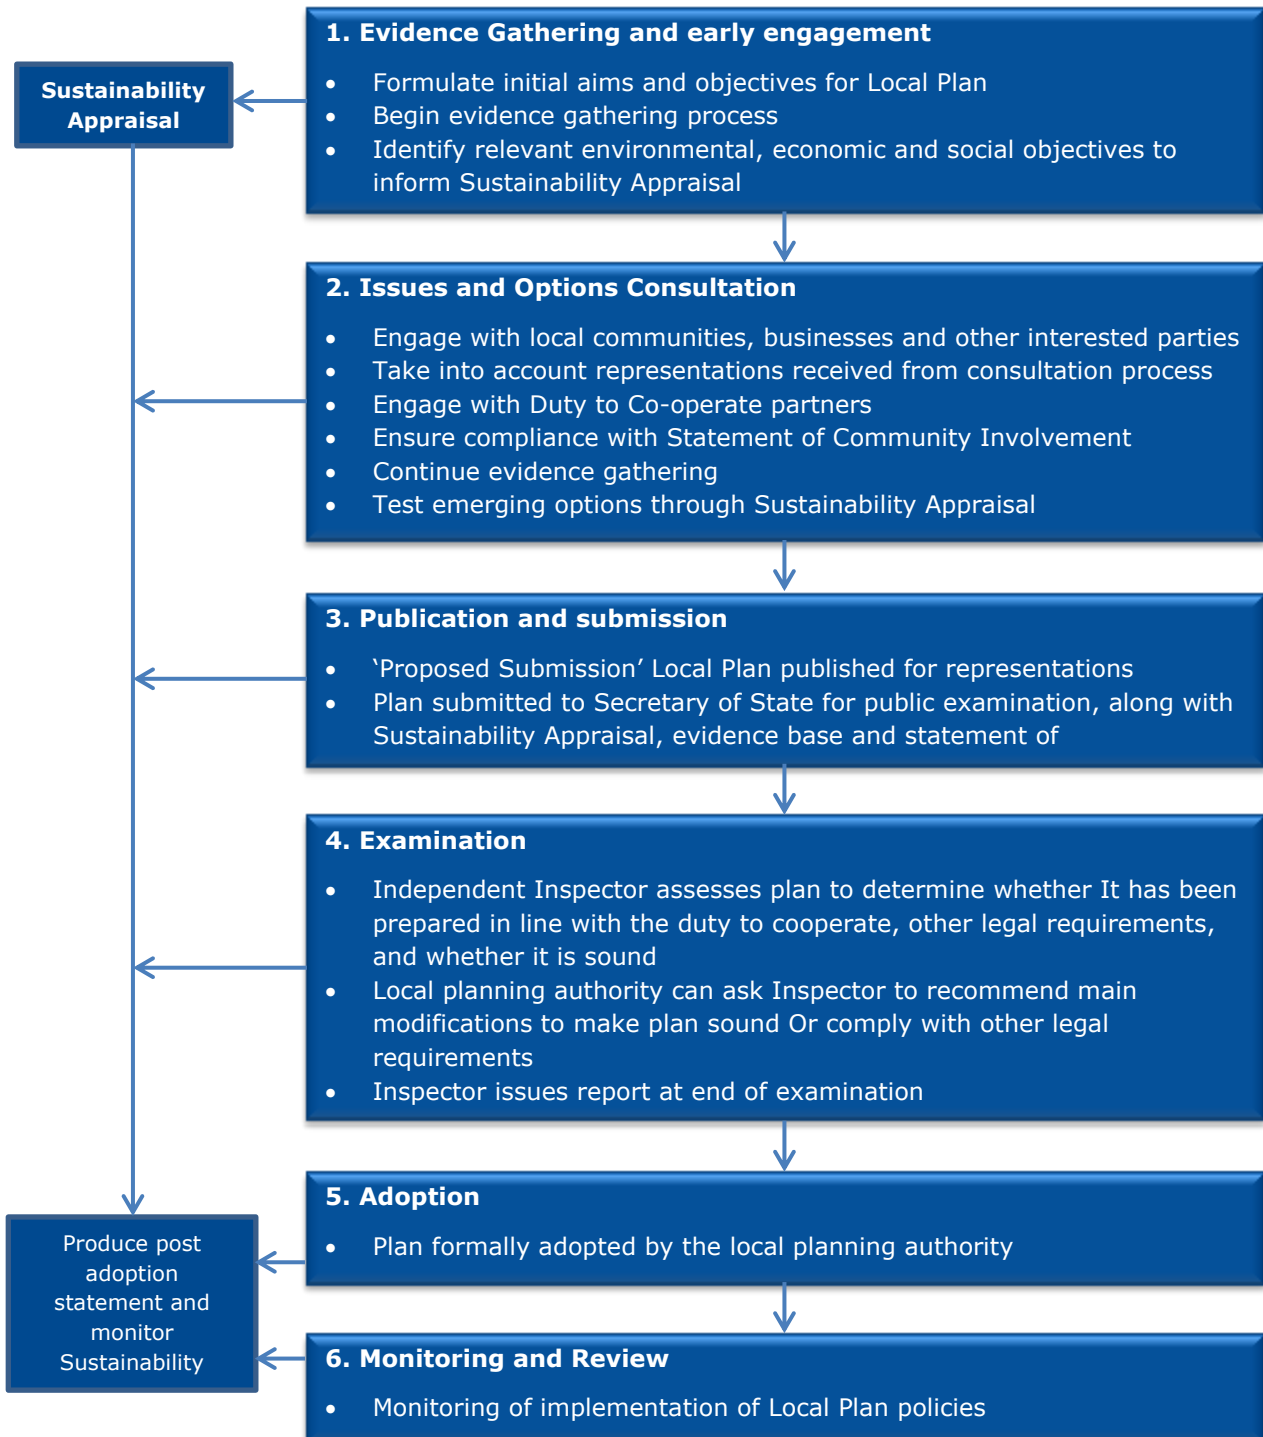 1. Evidence Gathering and early engagement
• Formulate initial aims and objectives for Local Plan
• Begin evidence gathering process
• Identify relevant environmental, economic and social objectives to
inform Sustainability Appraisal
Sustainability
Appraisal
2. Issues and Options Consultation
• Engage with local communities, businesses and other interested parties
• Take into account representations received from consultation process
• Engage with Duty to Co-operate partners
• Ensure compliance with Statement of Community Involvement
• Continue evidence gathering
• Test emerging options through Sustainability Appraisal
3. Publication and submission
• ‘Proposed Submission’ Local Plan published for representations
• Plan submitted to Secretary of State for public examination, along with
Sustainability Appraisal, evidence base and statement of
4. Examination
• Independent Inspector assesses plan to determine whether It has been
prepared in line with the duty to cooperate, other legal requirements,
and whether it is sound
• Local planning authority can ask Inspector to recommend main
modifications to make plan sound Or comply with other legal
requirements
• Inspector issues report at end of examination
5. Adoption
• Plan formally adopted by the local planning authority
Produce post
adoption
statement and
monitor
Sustainability
6. Monitoring and Review
• Monitoring of implementation of Local Plan policies